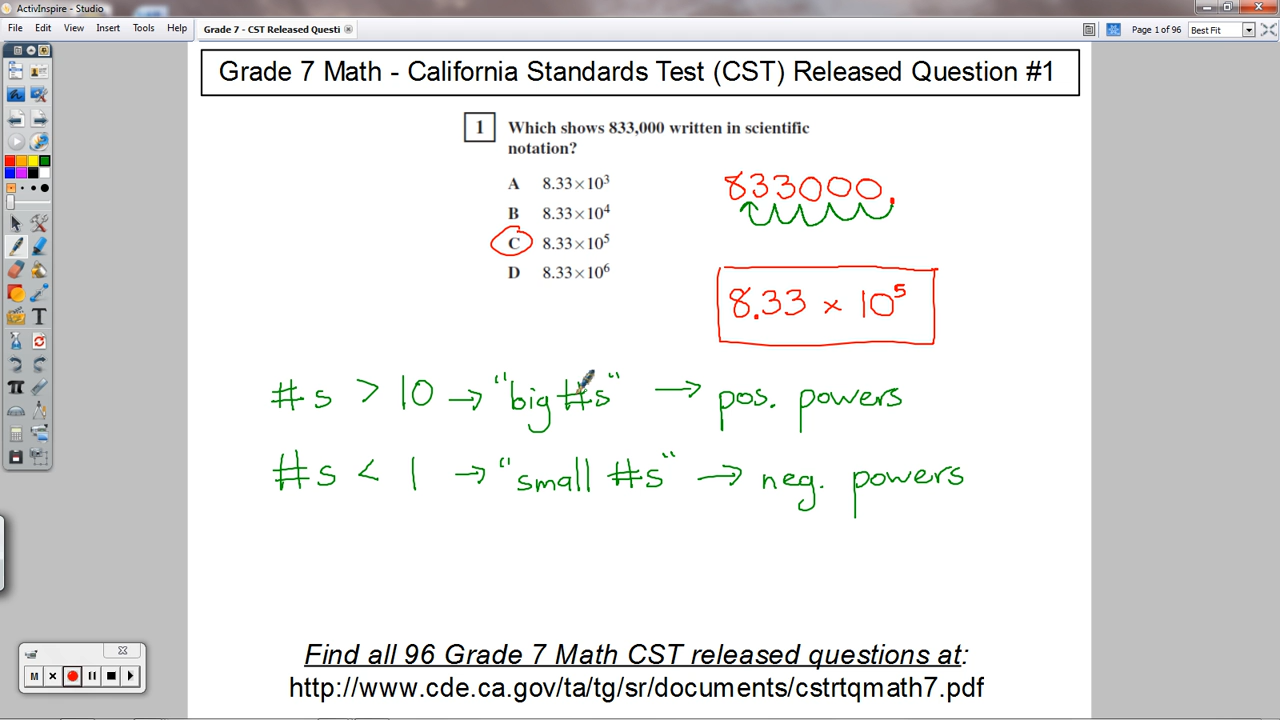 ActivInspire - Studio
File Edit View Insert Tools Help Grade 7 - CST Released Questi Page 1 of 96 Best Fit
Grade 7 Math - California Standards Test (CST) Released Question #1
1 Which shows 833,000 written in scientific
notation?
A 8.33×10³
B 8.33×10⁴
C 8.33×10⁵
D 8.33×10⁶
833000.
8.33 × 10⁵
#s > 10 → "big #s" → pos. powers
#s < 1 → "small #s" → neg. powers
Find all 96 Grade 7 Math CST released questions at:
http://www.cde.ca.gov/ta/tg/sr/documents/cstrtqmath7.pdf
M